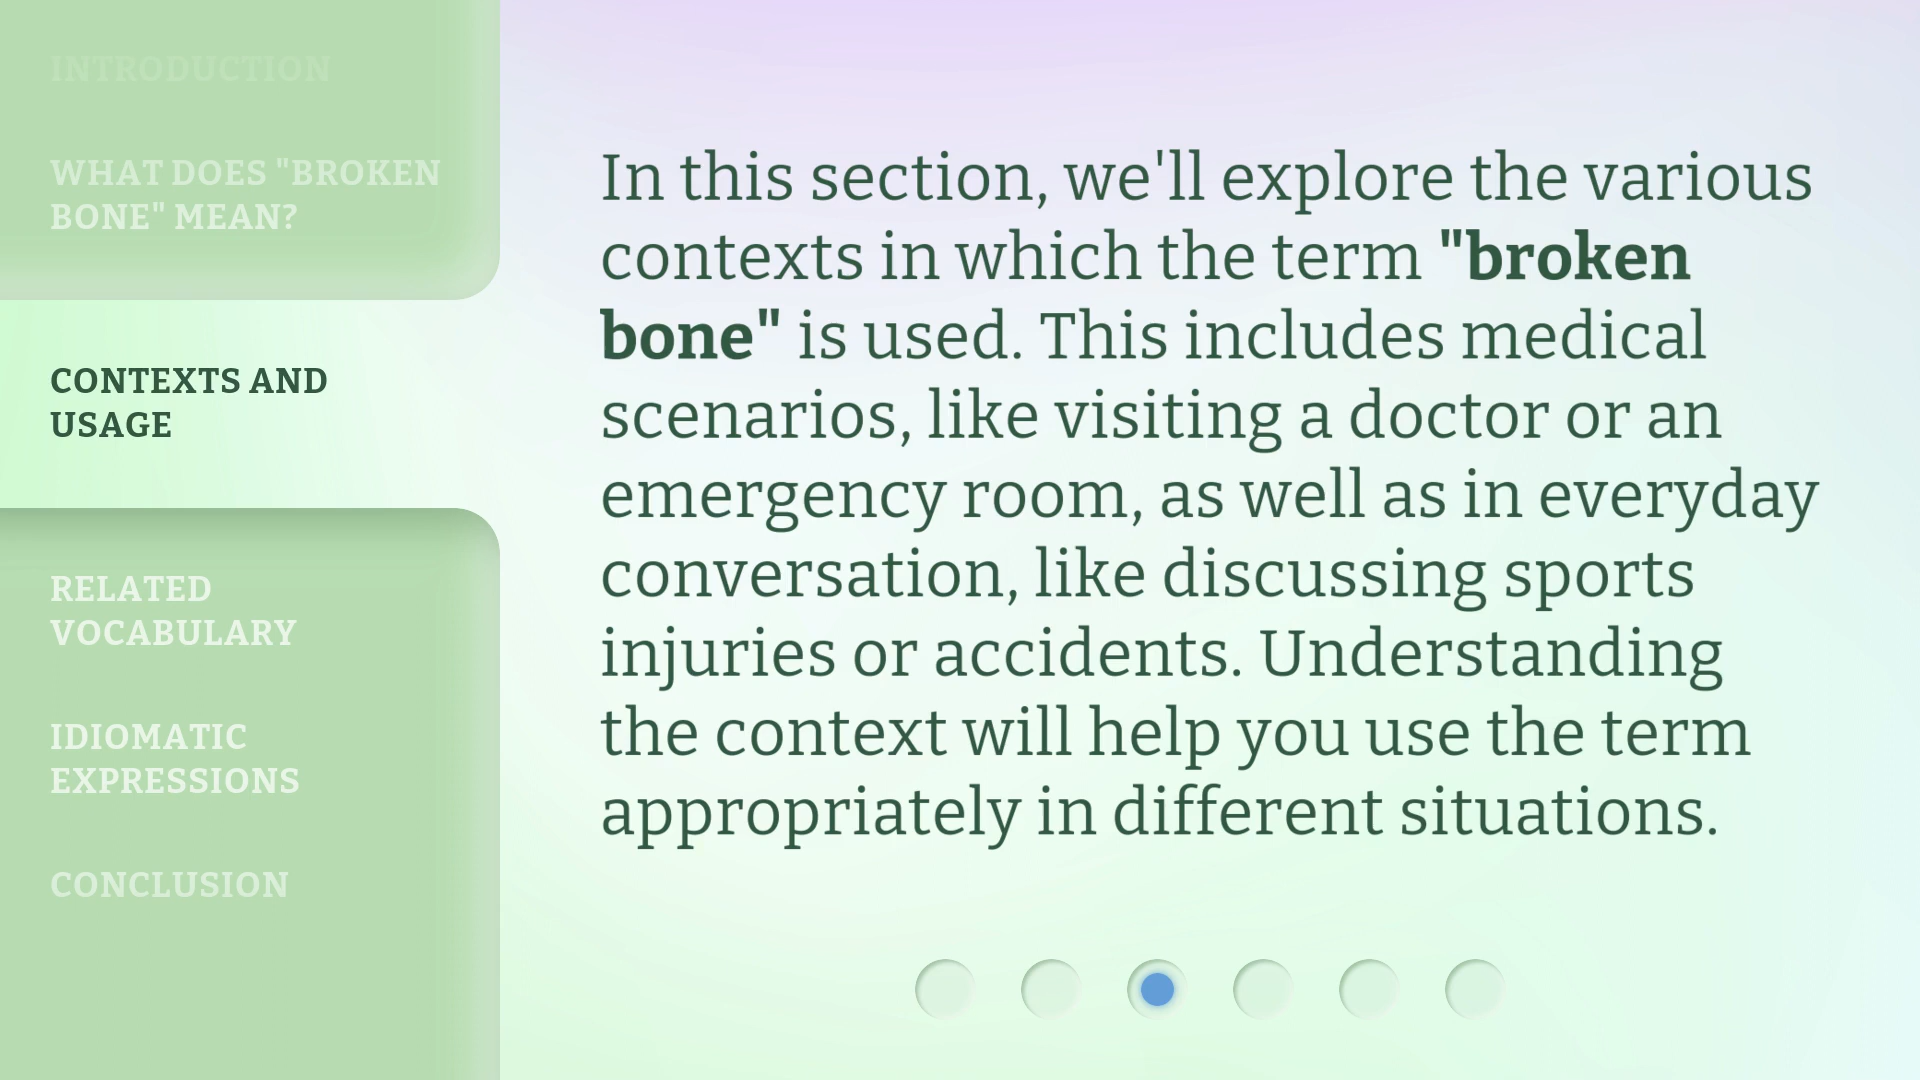 INTRODUCTION
WHAT DOES "BROKEN
BONE" MEAN?
CONTEXTS AND
USAGE
RELATED
VOCABULARY
IDIOMATIC
EXPRESSIONS
CONCLUSION
In this section, we'll explore the various
contexts in which the term "broken
bone" is used. This includes medical
scenarios, like visiting a doctor or an
emergency room, as well as in everyday
conversation, like discussing sports
injuries or accidents. Understanding
the context will help you use the term
appropriately in different situations.